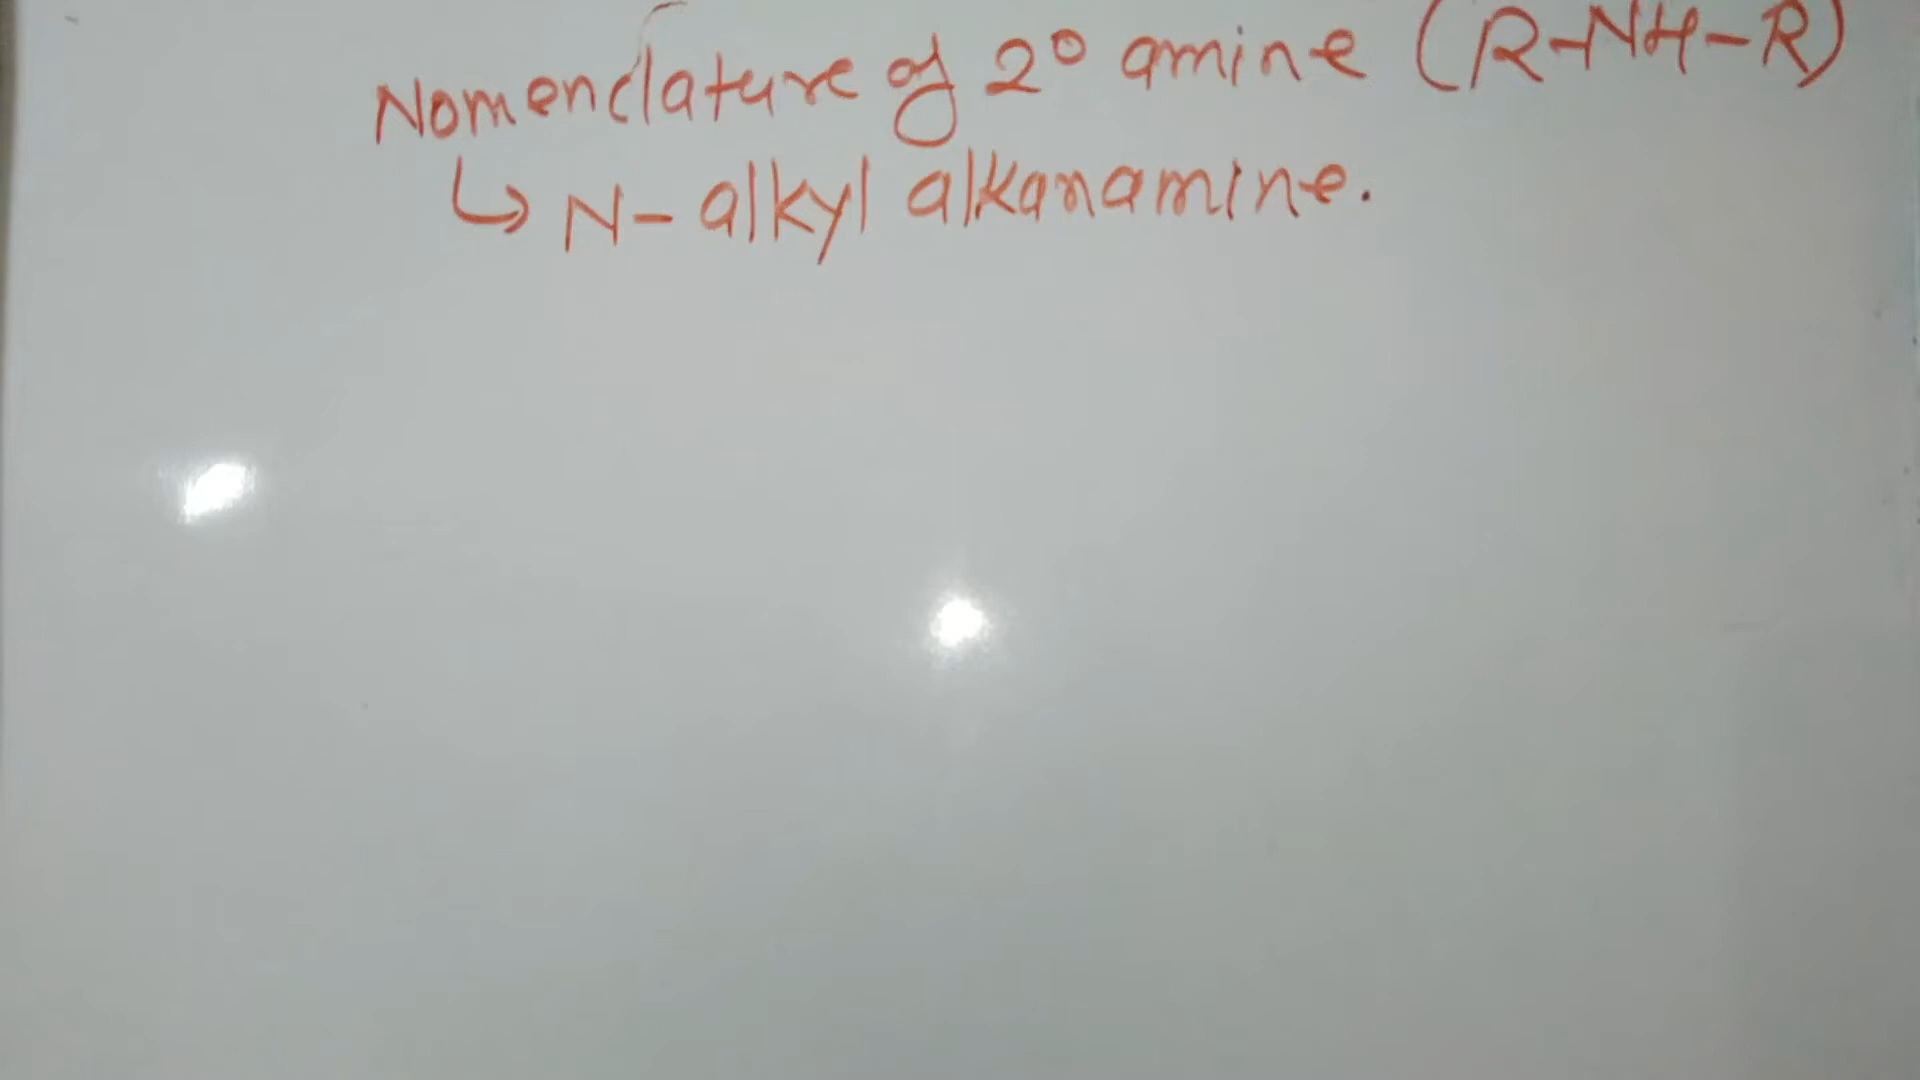 Nomenclature of 2° amine (R-NH-R)
↳ N- alkyl alkanamine.